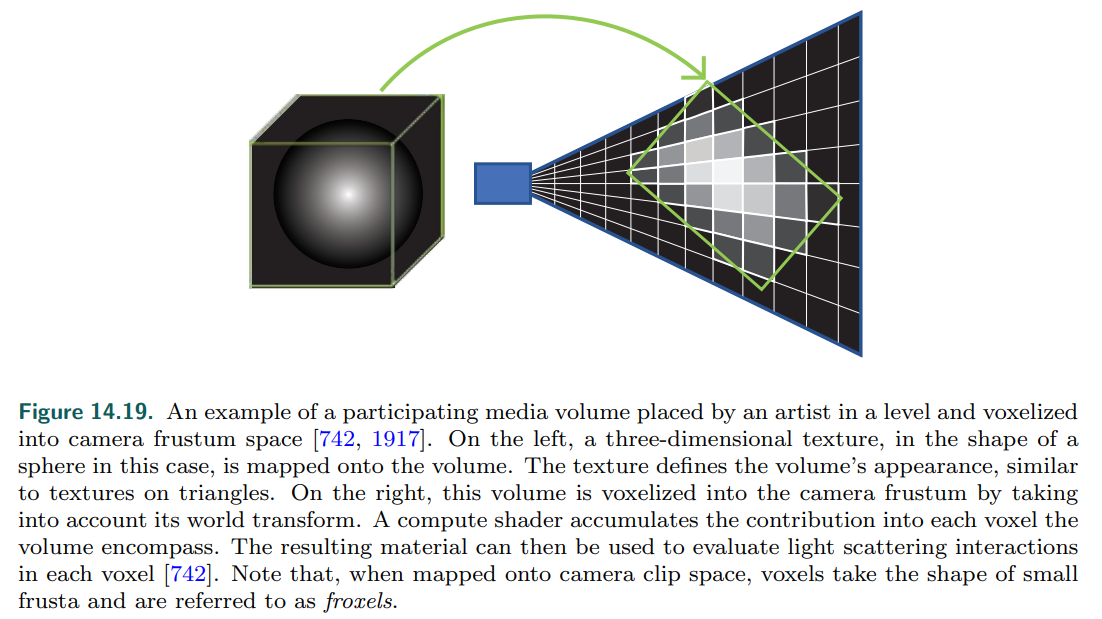 Figure 14.19. An example of a participating media volume placed by an artist in a level and voxelized
into camera frustum space [742, 1917]. On the left, a three-dimensional texture, in the shape of a
sphere in this case, is mapped onto the volume. The texture defines the volume’s appearance, similar
to textures on triangles. On the right, this volume is voxelized into the camera frustum by taking
into account its world transform. A compute shader accumulates the contribution into each voxel the
volume encompass. The resulting material can then be used to evaluate light scattering interactions
in each voxel [742]. Note that, when mapped onto camera clip space, voxels take the shape of small
frusta and are referred to as froxels.